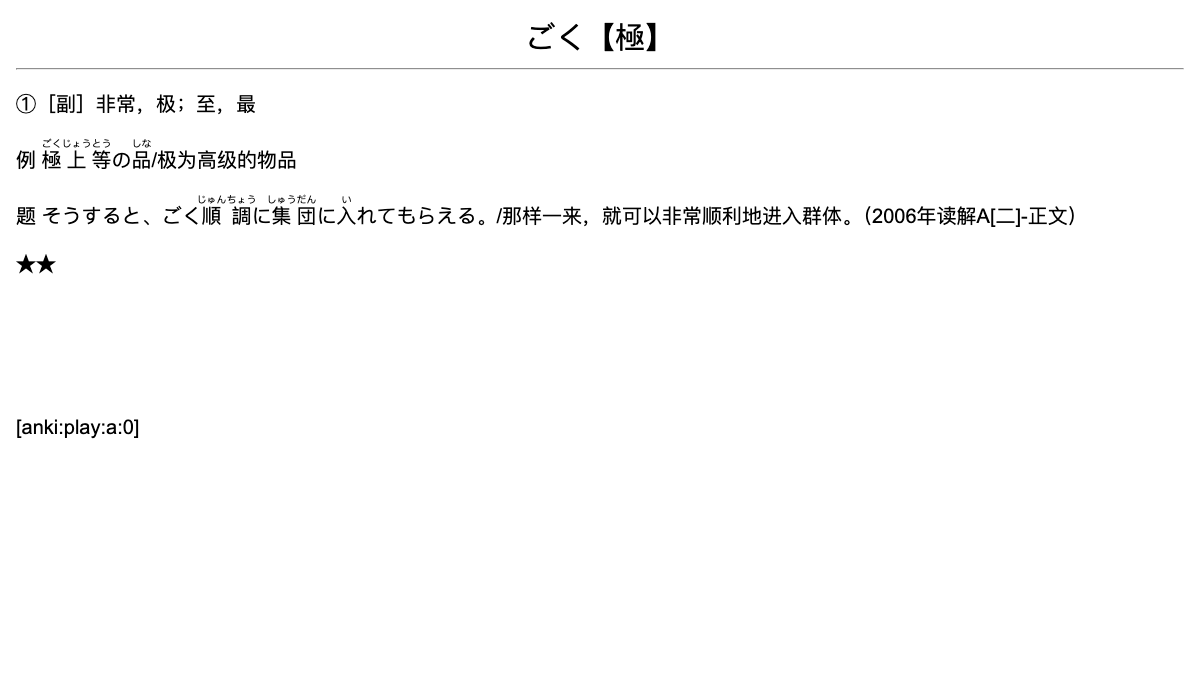 ごく【極】
①［副］非常，极；至，最
例 極上等の品/极为高级的物品
ごくじょうとう しな
题 そうすると、ごく順調に集団に入れてもらえる。/那样一来，就可以非常顺利地进入群体。（2006年读解A[二]-正文）
じゅんちょう しゅうだん い
★★
[anki:play:a:0]